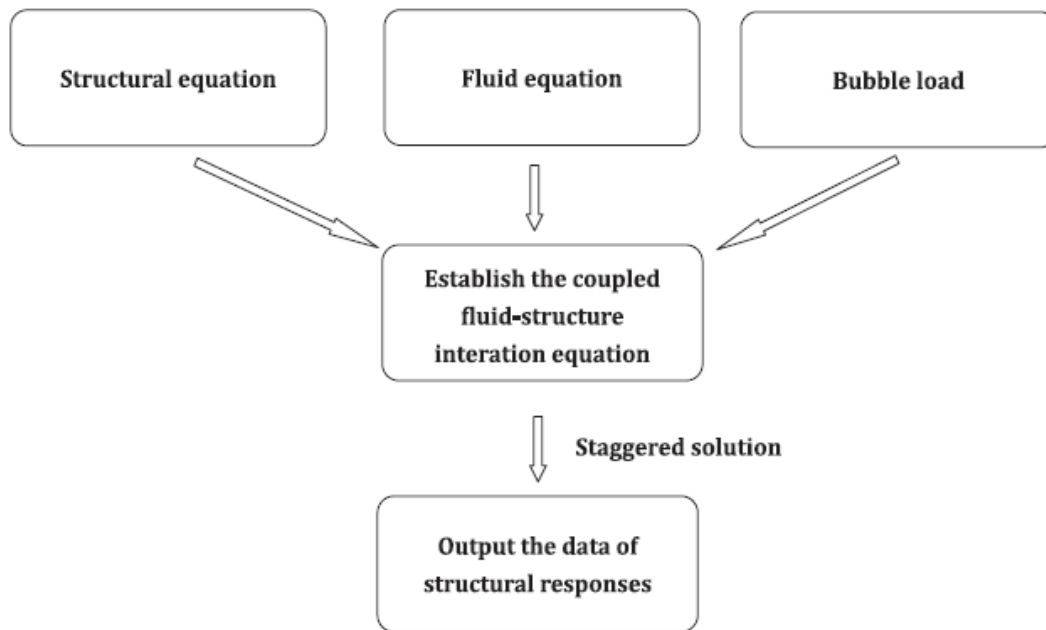 Structural equation
Fluid equation
Bubble load
Establish the coupled
fluid-structure
interation equation
Staggered solution
Output the data of
structural responses